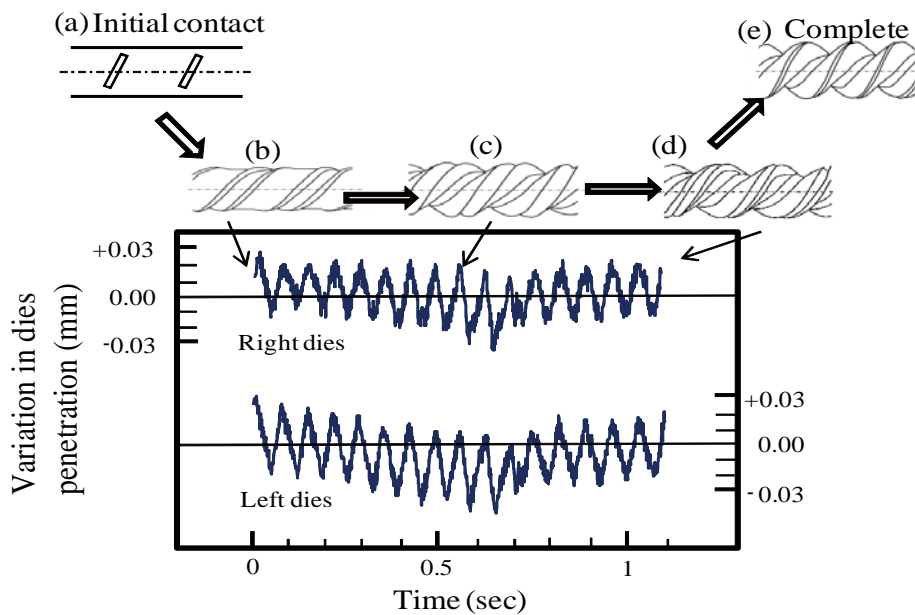 (a) Initial contact
(e) Complete
(b)
(c)
(d)
Variation in dies
penetration (mm)
+0.03
0.00
-0.03
Right dies
+0.03
0.00
-0.03
Left dies
0
0.5
1
Time (sec)